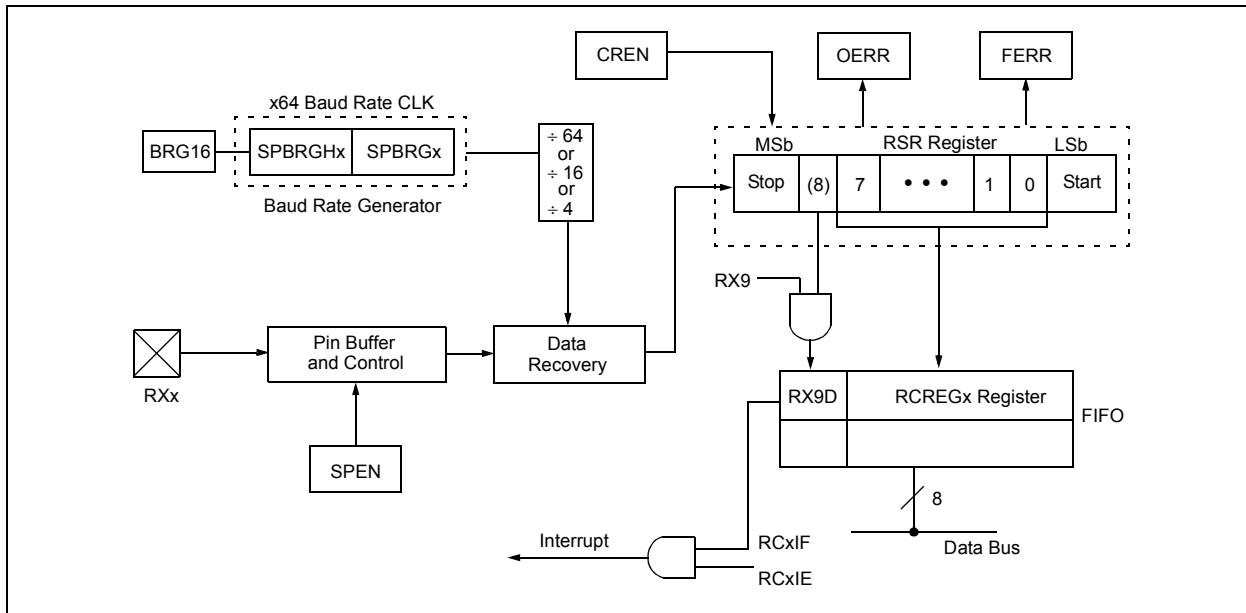 CREN
OERR
FERR
x64 Baud Rate CLK
BRG16
SPBRGHx
SPBRGx
Baud Rate Generator
÷ 64
or
÷ 16
or
÷ 4
MSb
RSR Register
LSb
Stop
(8)
7
• • •
1
0
Start
RX9
RXx
Pin Buffer
and Control
Data
Recovery
SPEN
RX9D
RCREGx Register
FIFO
8
Data Bus
Interrupt
RCxIF
RCxIE